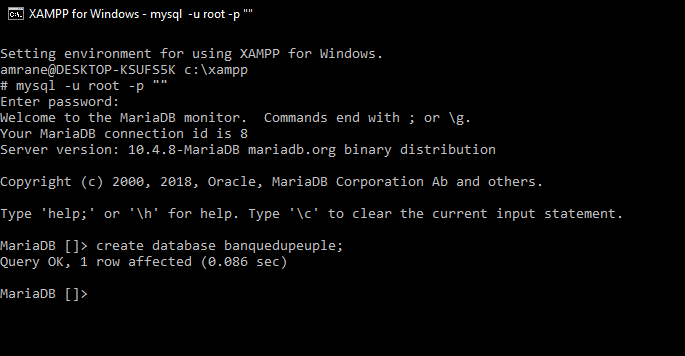 XAMPP for Windows - mysql -u root -p ""
Setting environment for using XAMPP for Windows.
amrane@DESKTOP-KSUFS5K c:\xampp
# mysql -u root -p ""
Enter password:
Welcome to the MariaDB monitor.  Commands end with ; or \g.
Your MariaDB connection id is 8
Server version: 10.4.8-MariaDB mariadb.org binary distribution
Copyright (c) 2000, 2018, Oracle, MariaDB Corporation Ab and others.
Type 'help;' or '\h' for help. Type '\c' to clear the current input statement.
MariaDB []> create database banquedupeuple;
Query OK, 1 row affected (0.086 sec)
MariaDB []>